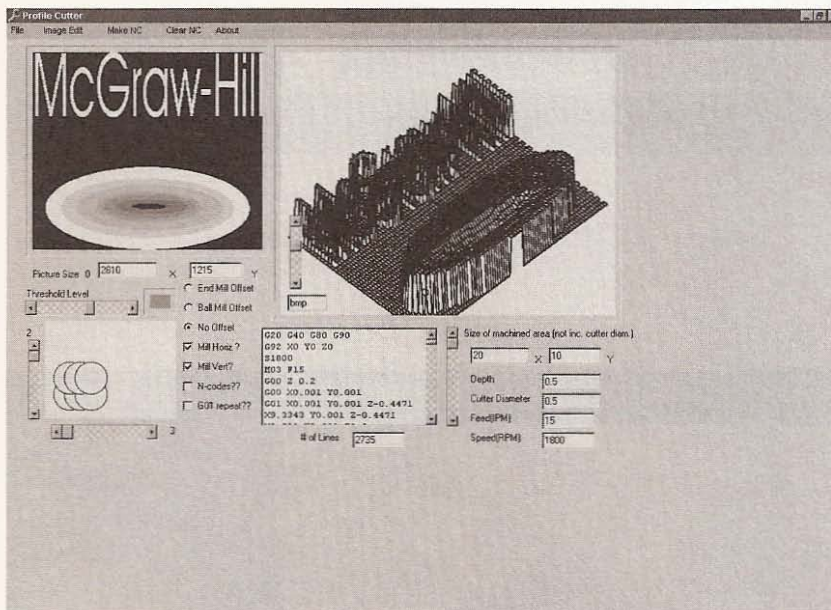 Profile Cutter
File Image Edit Make NC Clear NC About
McGraw-Hill
Picture Size 0 2810 X 1215 Y
Threshold Level
End Mill Offset
Ball Mill Offset
No Offset
Mill Horiz ?
Mill Vert?
N-codes??
G01 repeat??
2
3
bmp
G20 G40 G80 G90
G92 X0 Y0 Z0
S1800
M03 F15
G00 Z 0.2
G00 X0.001 Y0.001
G01 X0.001 Y0.001 Z-0.4471
X9.3343 Y0.001 Z-0.4471
# of Lines 2735
Size of machined area (not inc. cutter diam.)
20 X 10 Y
Depth 0.5
Cutter Diameter 0.5
Feed(IPM) 15
Speed(RPM) 1800